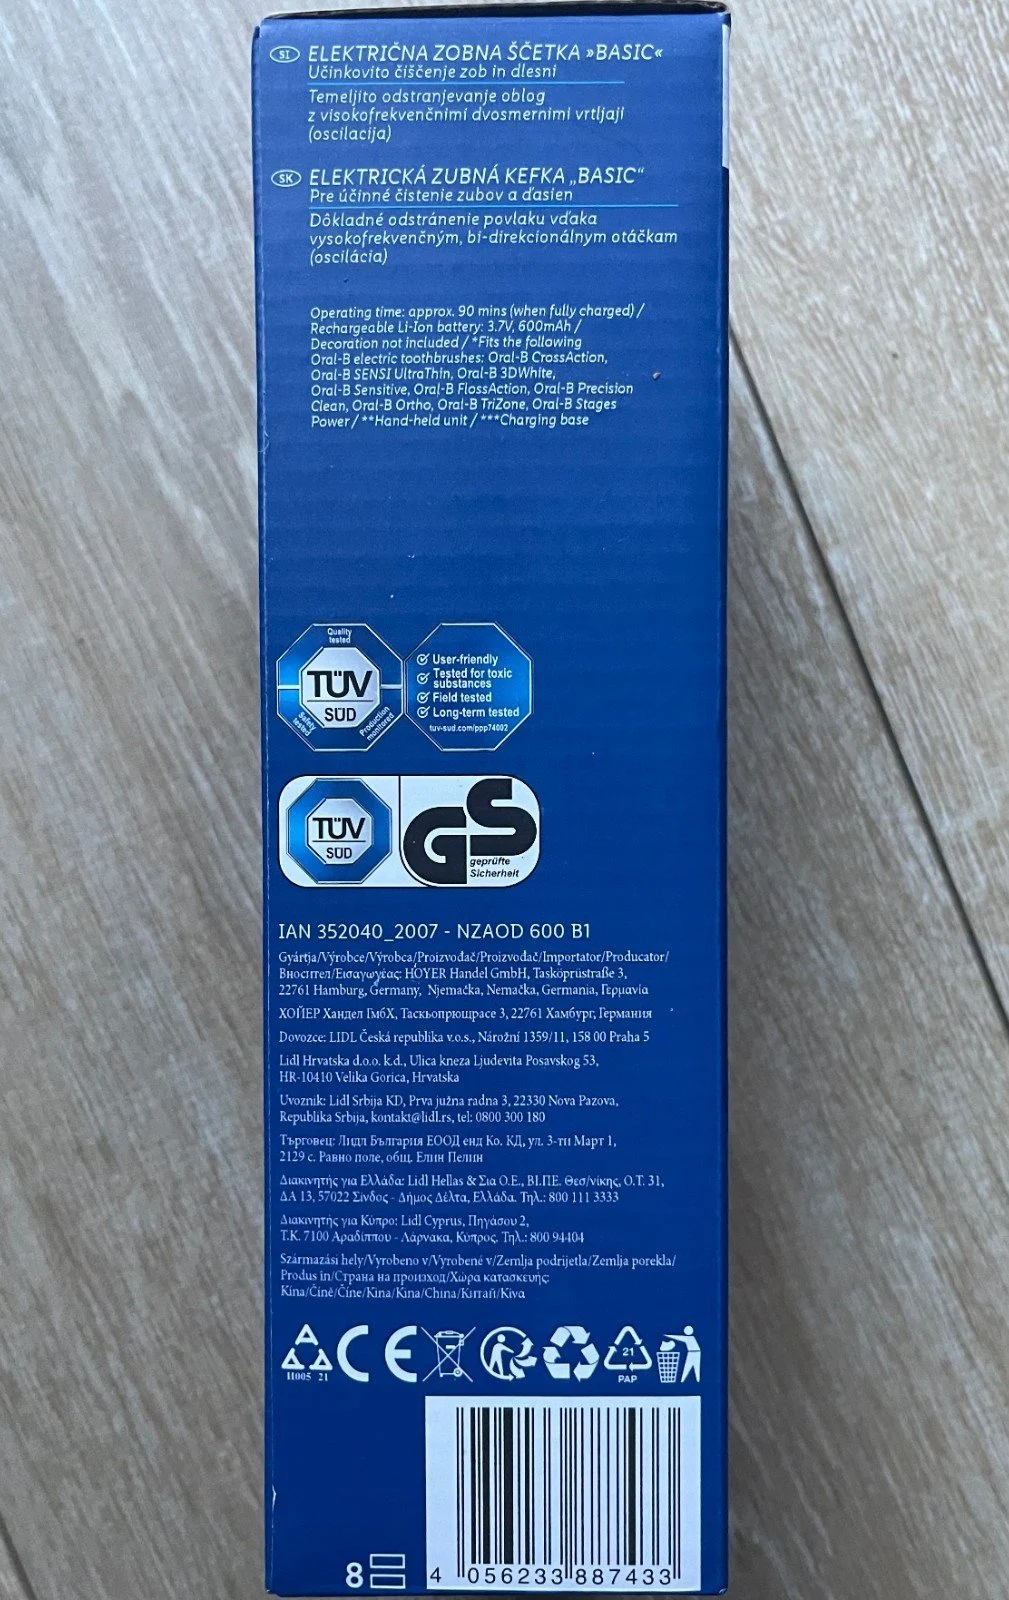 SI ELEKTRIČNA ZOBNA ŠČETKA »BASIC«
Učinkovito čiščenje zob in dlesni
Temeljito odstranjevanje oblog
z visokofrekvenčnimi dvosmernimi vrtljaji
(oscilacija)
SK ELEKTRICKÁ ZUBNÁ KEFKA „BASIC“
Pre účinné čistenie zubov a ďasien
Dôkladné odstránenie povlaku vďaka
vysokofrekvenčným, bi-direkcionálnym otáčkam
(oscilácia)
Operating time: approx. 90 mins (when fully charged) /
Rechargeable Li-Ion battery: 3.7V, 600mAh /
Decoration not included / *Fits the following
Oral-B electric toothbrushes: Oral-B CrossAction,
Oral-B SENSI UltraThin, Oral-B 3DWhite,
Oral-B Sensitive, Oral-B FlossAction, Oral-B Precision
Clean, Oral-B Ortho, Oral-B TriZone, Oral-B Stages
Power / **Hand-held unit / ***Charging base
Quality
tested
TÜV
SÜD
Safety
tested
Production
monitored
User-friendly
Tested for toxic
substances
Field tested
Long-term tested
tuv-sud.com/ppp74002
TÜV
SÜD
GS
geprüfte
Sicherheit
IAN 352040_2007 - NZAOD 600 B1
Gyártja/Výrobce/Výrobca/Proizvođač/Proizvođač/Importator/Producator/
Вносител/Εισαγωγέας: HOYER Handel GmbH, Tasköprüstraße 3,
22761 Hamburg, Germany, Njemačka, Nemačka, Germania, Германия
ХОЙЕР Хандел ГмбХ, Таскьопрющрасе 3, 22761 Хамбург, Германия
Dovozce: LIDL Česká republika v.o.s., Nárožní 1359/11, 158 00 Praha 5
Lidl Hrvatska d.o.o. k.d., Ulica kneza Ljudevita Posavskog 53,
HR-10410 Velika Gorica, Hrvatska
Uvoznik: Lidl Srbija KD, Prva južna radna 3, 22330 Nova Pazova,
Republika Srbija, kontakt@lidl.rs, tel: 0800 300 180
Търговец: Лидл България ЕООД енд Ко. КД, ул. 3-ти Март 1,
2129 с. Равно поле, общ. Елин Пелин
Διακινητής για Ελλάδα: Lidl Hellas & Σια Ο.Ε., ΒΙ.ΠΕ. Θεσ/νίκης, Ο.Τ. 31,
ΔΑ 13, 57022 Σίνδος - Δήμος Δέλτα, Ελλάδα. Τηλ.: 800 111 3333
Διακινητής για Κύπρο: Lidl Cyprus, Πηγάσου 2,
Τ.Κ. 7100 Αραδίππου - Λάρνακα, Κύπρος. Τηλ.: 800 94404
Származási hely/Vyrobeno v/Vyrobené v/Zemlja podrijetla/Zemlja porekla/
Produs in/Страна на произход/Χώρα κατασκευής:
Kína/Číně/Číne/Kina/Kina/China/Китай/Κίνα
CE
11005 21
21
PAP
8
4 056233 887433